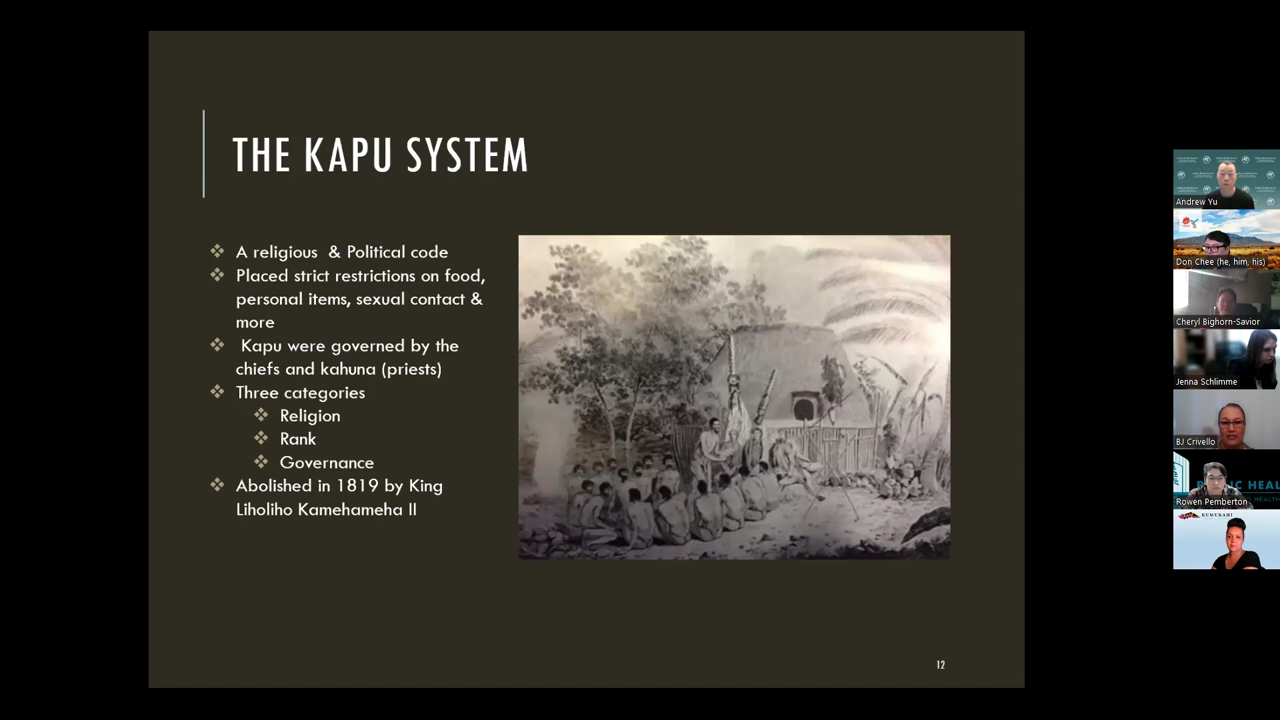 THE KAPU SYSTEM
A religious & Political code
Placed strict restrictions on food,
personal items, sexual contact &
more
Kapu were governed by the
chiefs and kahuna (priests)
Three categories
Religion
Rank
Governance
Abolished in 1819 by King
Liholiho Kamehameha II
12
Andrew Yu
Don Chee (he, him, his)
Cheryl Bighorn-Savior
Jenna Schlimme
BJ Crivello
Rowen Pemberton
KUMUKAHI